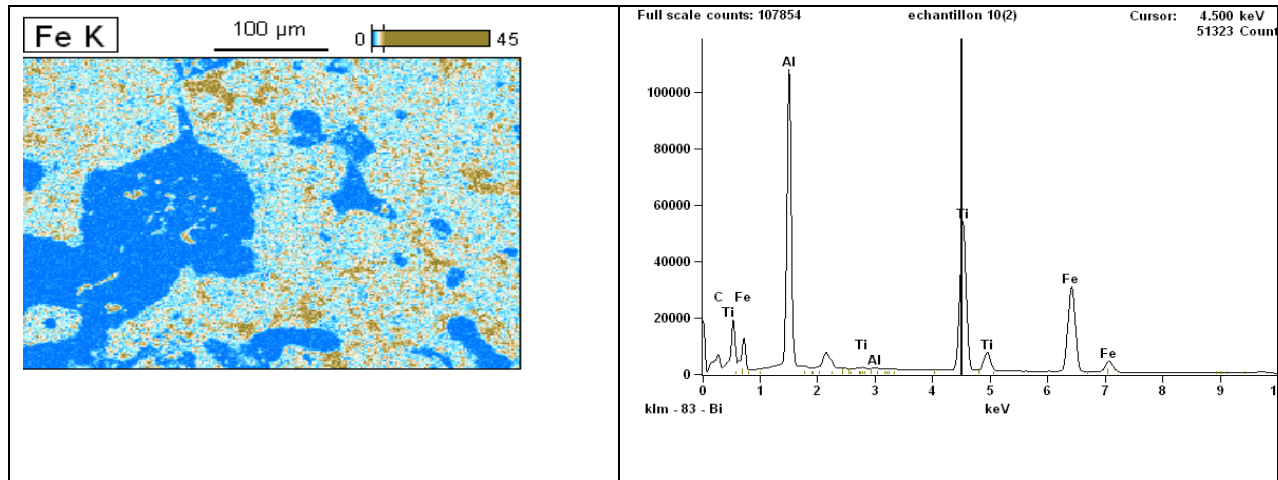 Fe K
100 µm
0 45
Full scale counts: 107854 echantillon 10(2) Cursor: 4.500 keV
51323 Count
Al
100000
80000
60000
Ti
40000
Fe
20000
C Fe
Ti
Ti
Al
Ti
Fe
0
0 1 2 3 4 5 6 7 8 9 10
klm - 83 - Bi keV